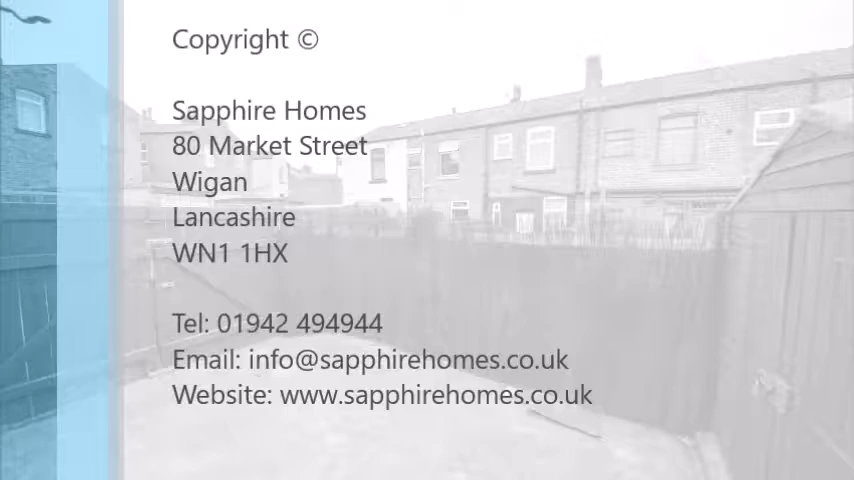 Copyright ©
Sapphire Homes
80 Market Street
Wigan
Lancashire
WN1 1HX
Tel: 01942 494944
Email: info@sapphirehomes.co.uk
Website: www.sapphirehomes.co.uk